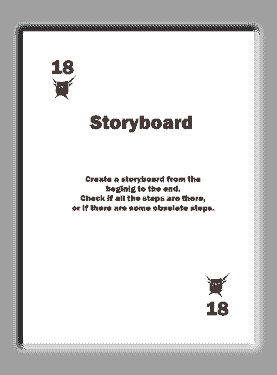 18
Storyboard
Create a storyboard from the
beginig to the end.
Check if all the steps are there,
or if there are some obsolete steps.
18